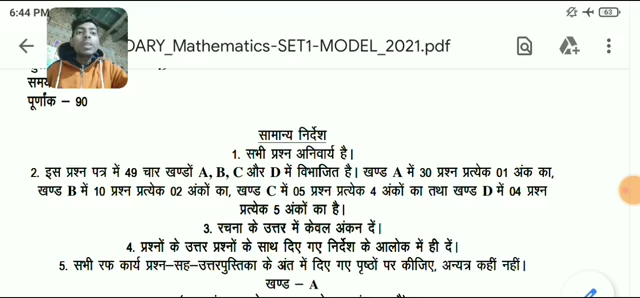 6:44 PM
63
DARY_Mathematics-SET1-MODEL_2021.pdf
समय
पूर्णांक – 90
सामान्य निर्देश
1. सभी प्रश्न अनिवार्य है।
2. इस प्रश्न पत्र में 49 चार खण्डों A, B, C और D में विभाजित है। खण्ड A में 30 प्रश्न प्रत्येक 01 अंक का,
खण्ड B में 10 प्रश्न प्रत्येक 02 अंकों का, खण्ड C में 05 प्रश्न प्रत्येक 4 अंकों का तथा खण्ड D में 04 प्रश्न
प्रत्येक 5 अंकों का है।
3. रचना के उत्तर में केवल अंकन दें।
4. प्रश्नों के उत्तर प्रश्नों के साथ दिए गए निर्देश के आलोक में ही दें।
5. सभी रफ कार्य प्रश्न–सह–उत्तरपुस्तिका के अंत में दिए गए पृष्ठों पर कीजिए, अन्यत्र कहीं नहीं।
खण्ड – A